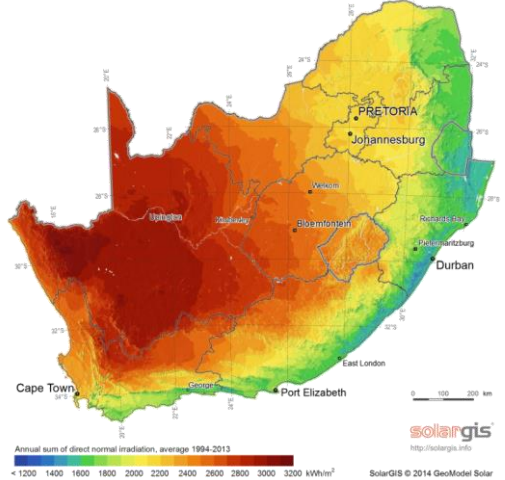 PRETORIA
Johannesburg
Welkom
Upington
Kimberley
Bloemfontein
Richards Bay
Pietermaritzburg
Durban
East London
George
Cape Town
Port Elizabeth
0 100 200 km
solargis
http://solargis.info
Annual sum of direct normal irradiation, average 1994-2013
< 1200 1400 1600 1800 2000 2200 2400 2600 2800 3000 3200 kWh/m²
SolarGIS © 2014 GeoModel Solar